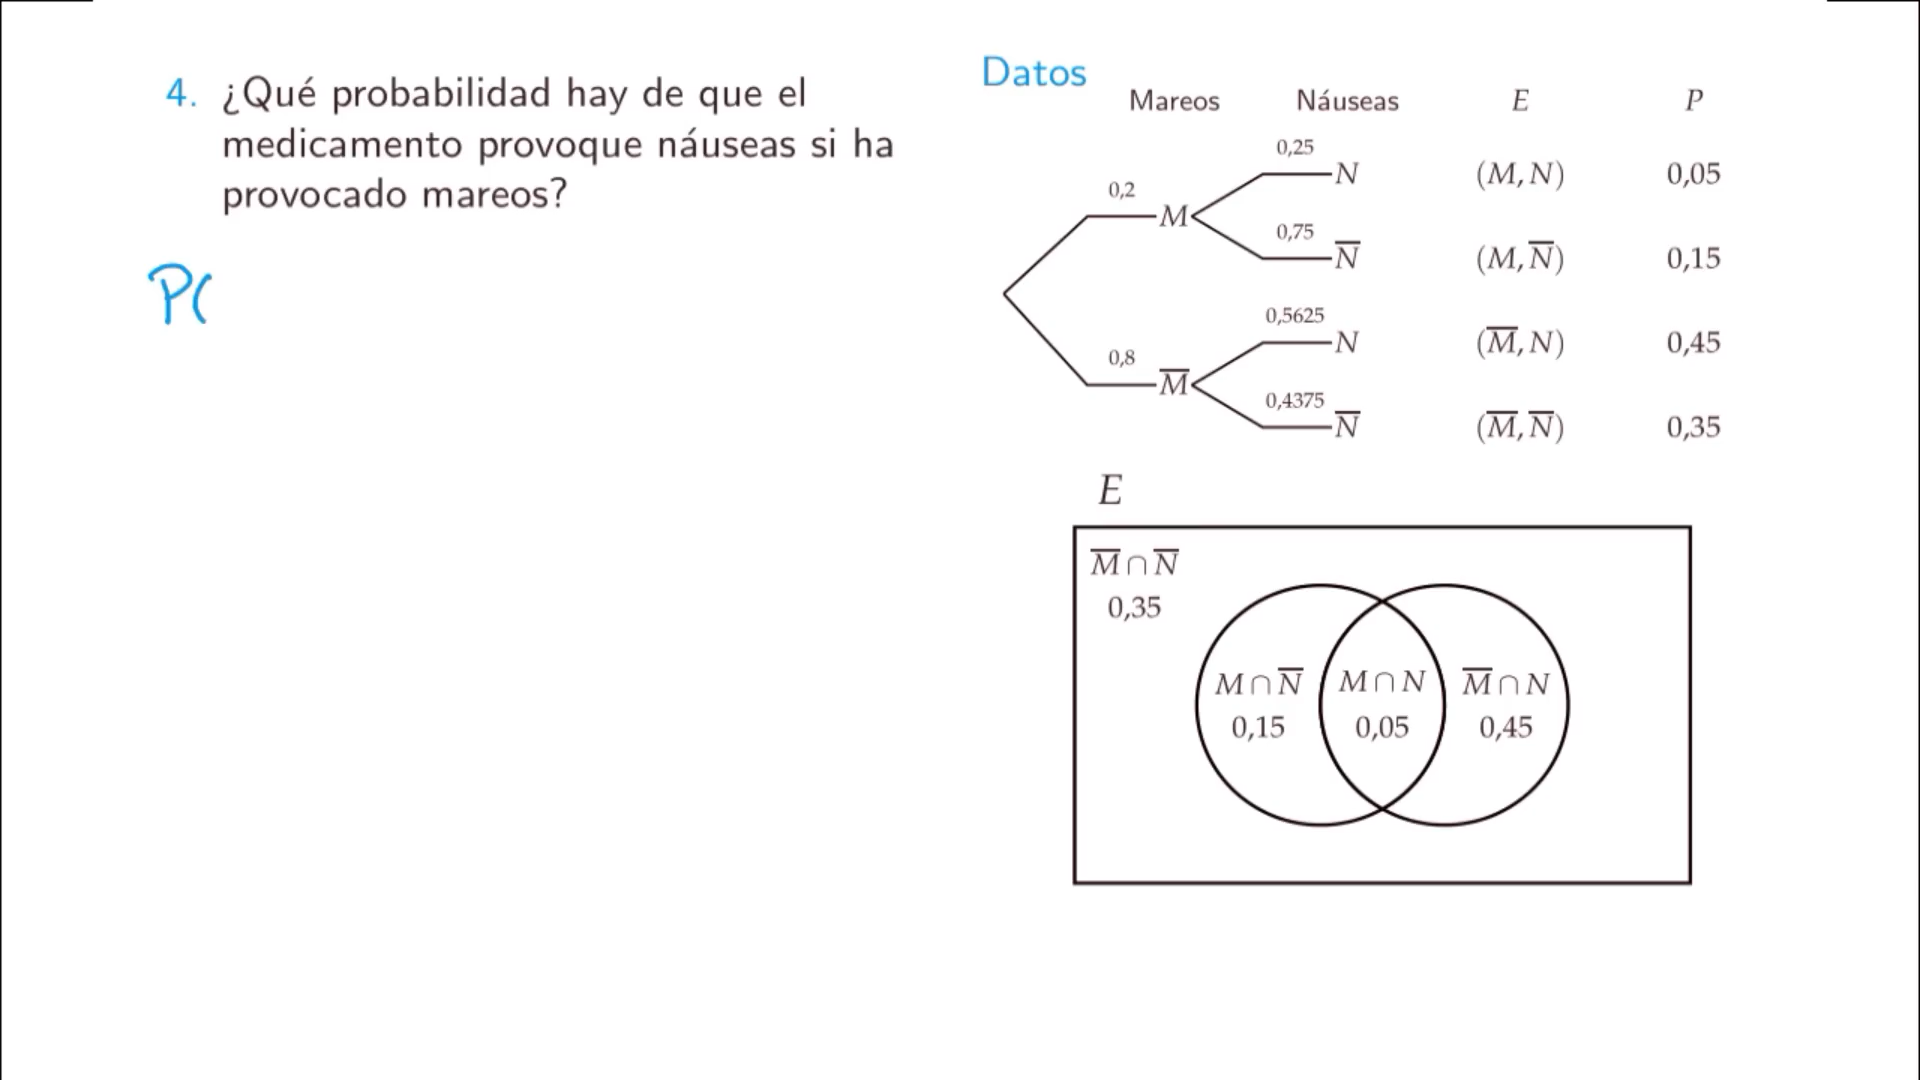 4. ¿Qué probabilidad hay de que el
medicamento provoque náuseas si ha
provocado mareos?
P(
Datos
Mareos Náuseas E P
0,2 M 0,25 N (M, N) 0,05
0,75 N̅ (M, N̅) 0,15
0,8 M̅ 0,5625 N (M̅, N) 0,45
0,4375 N̅ (M̅, N̅) 0,35
E
M̅ ∩ N̅
0,35
M ∩ N̅ M ∩ N M̅ ∩ N
0,15 0,05 0,45